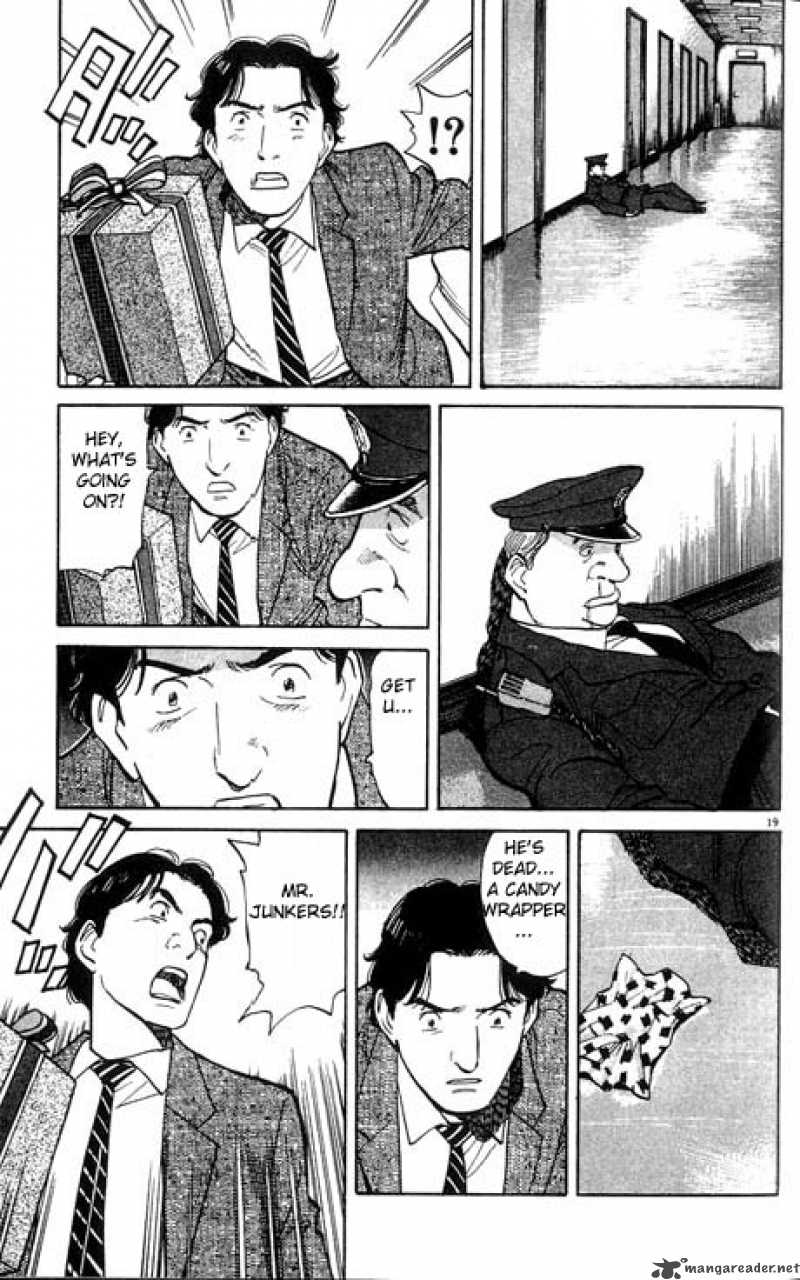 !?
HEY,
WHAT'S
GOING
ON?!
GET
U...
19
HE'S
DEAD...
A CANDY
WRAPPER
...
MR.
JUNKERS!!
mangareader.net